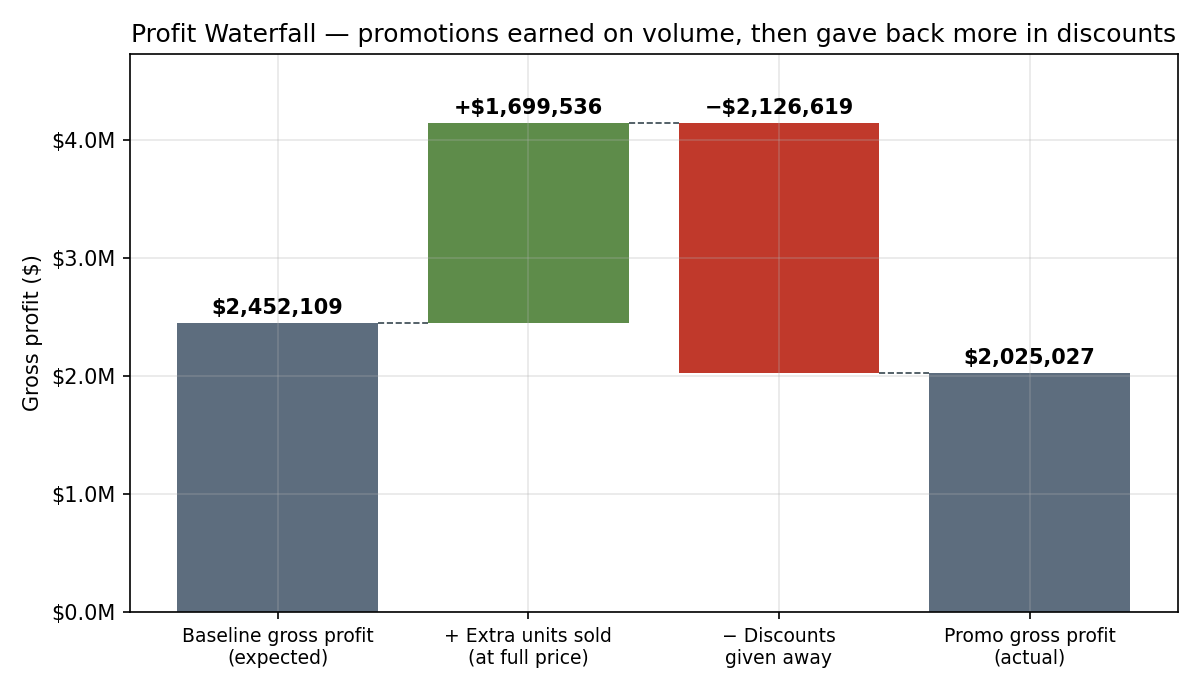 Profit Waterfall — promotions earned on volume, then gave back more in discounts
Gross profit ($)
$4.0M
$3.0M
$2.0M
$1.0M
$0.0M
$2,452,109
+$1,699,536
−$2,126,619
$2,025,027
Baseline gross profit
(expected)
+ Extra units sold
(at full price)
− Discounts
given away
Promo gross profit
(actual)